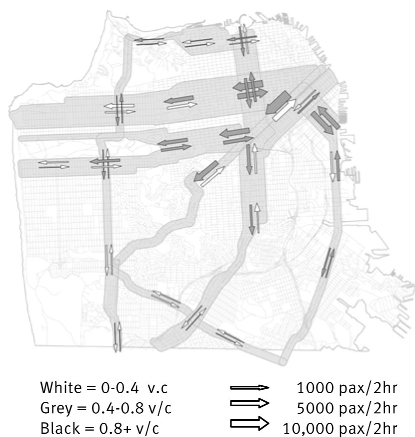 White = 0-0.4 v.c 1000 pax/2hr
Grey = 0.4-0.8 v/c 5000 pax/2hr
Black = 0.8+ v/c 10,000 pax/2hr